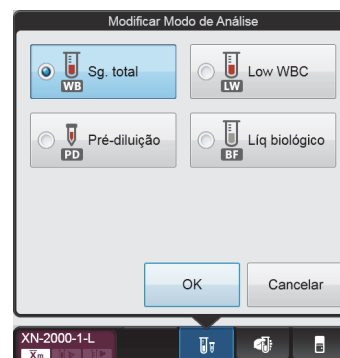 Modificar Modo de Análise
WB Sg. total
LW Low WBC
PD Pré-diluição
BF Líq biológico
OK Cancelar
XN-2000-1-L
Xm